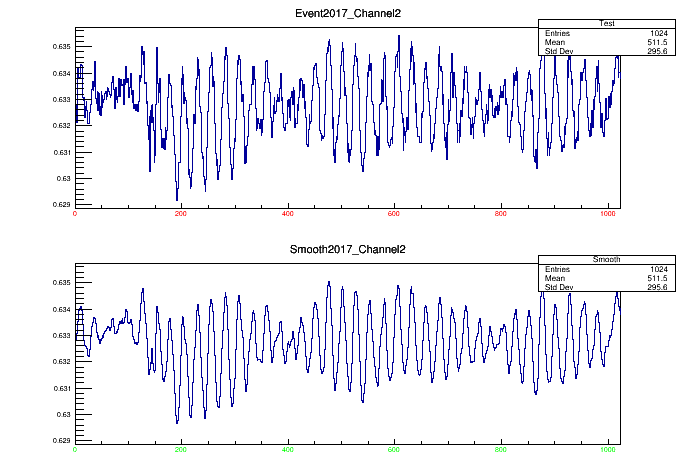 Event2017_Channel2
Test
Entries 1024
Mean 511.5
Std Dev 295.6
0.635
0.634
0.633
0.632
0.631
0.63
0.629
0 200 400 600 800 1000
Smooth2017_Channel2
Smooth
Entries 1024
Mean 511.5
Std Dev 295.6
0.635
0.634
0.633
0.632
0.631
0.63
0.629
0 200 400 600 800 1000